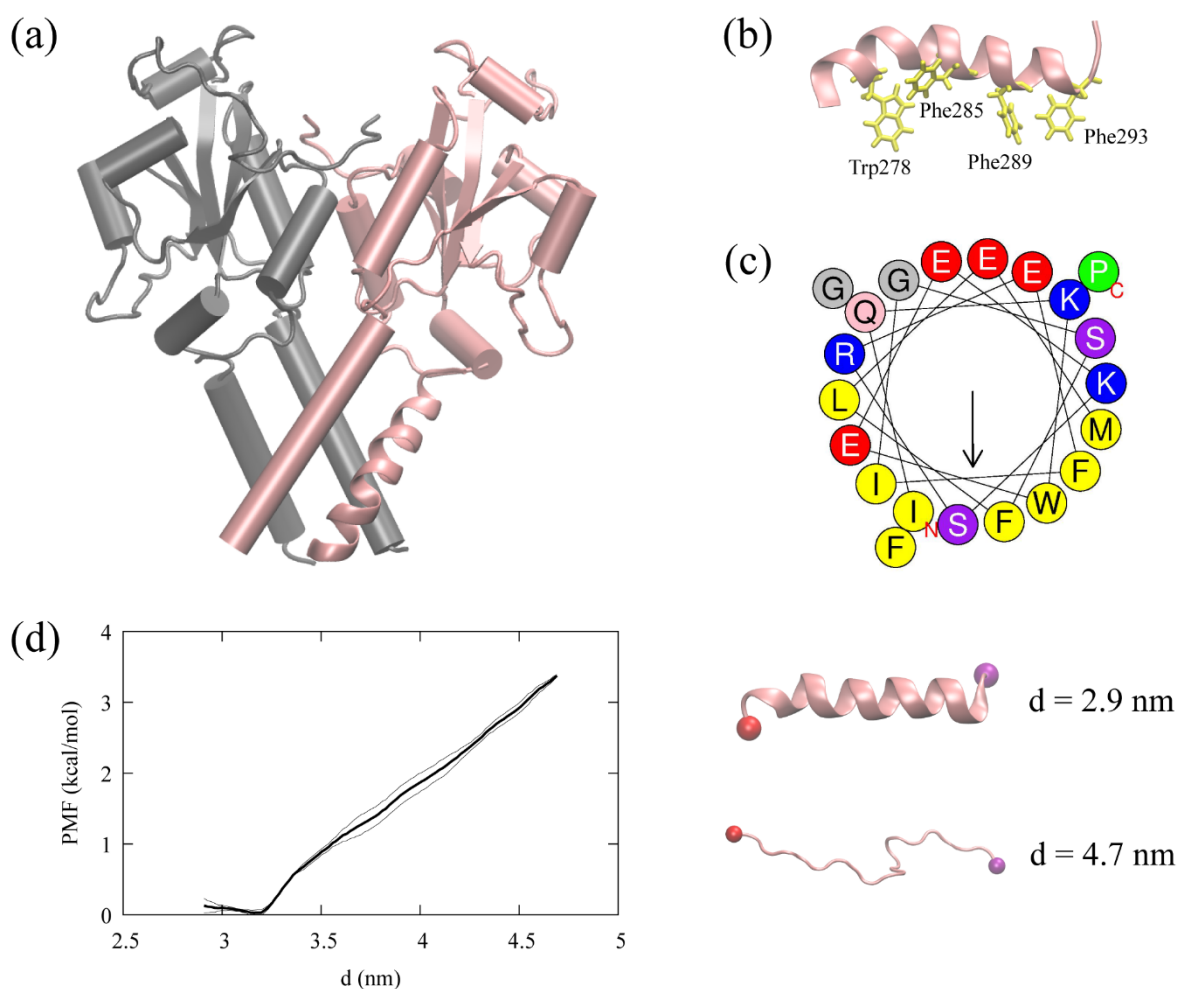 (a)
(b)
Phe285
Phe293
Trp278
Phe289
(c)
E
E
E
P
C
G
G
Q
K
S
R
K
L
M
E
F
I
W
I
N
S
F
F
(d)
4
3
2
1
0
PMF (kcal/mol)
2.5
3
3.5
4
4.5
5
d (nm)
d = 2.9 nm
d = 4.7 nm